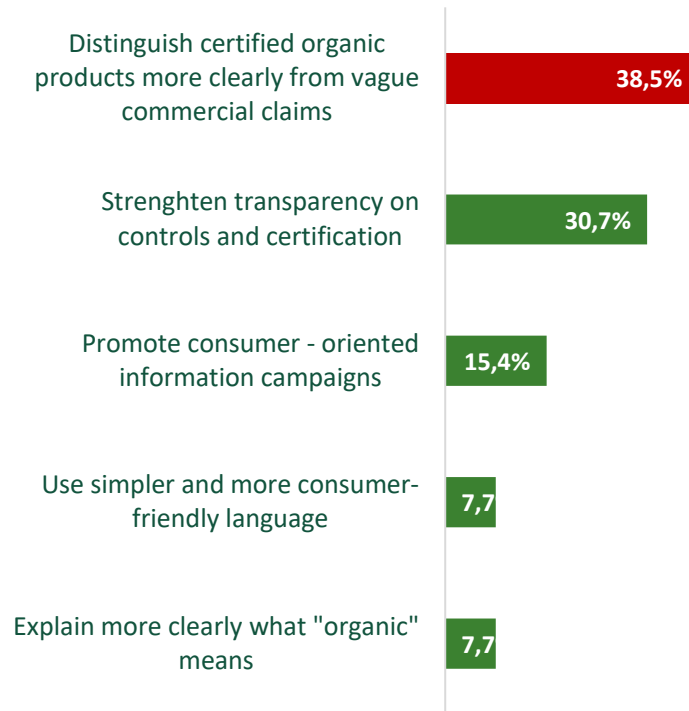 Distinguish certified organic
products more clearly from vague
commercial claims
38,5%
Strenghten transparency on
controls and certification
30,7%
Promote consumer - oriented
information campaigns
15,4%
Use simpler and more consumer-
friendly language
7,7
Explain more clearly what "organic"
means
7,7